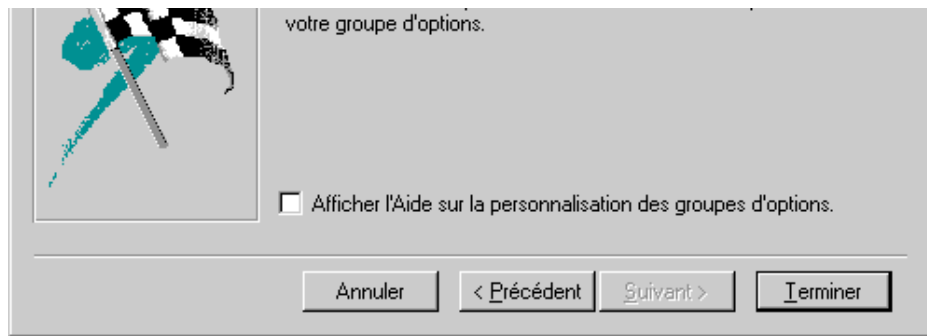 votre groupe d'options.
Afficher l'Aide sur la personnalisation des groupes d'options.
Annuler
< Précédent
Suivant >
Terminer